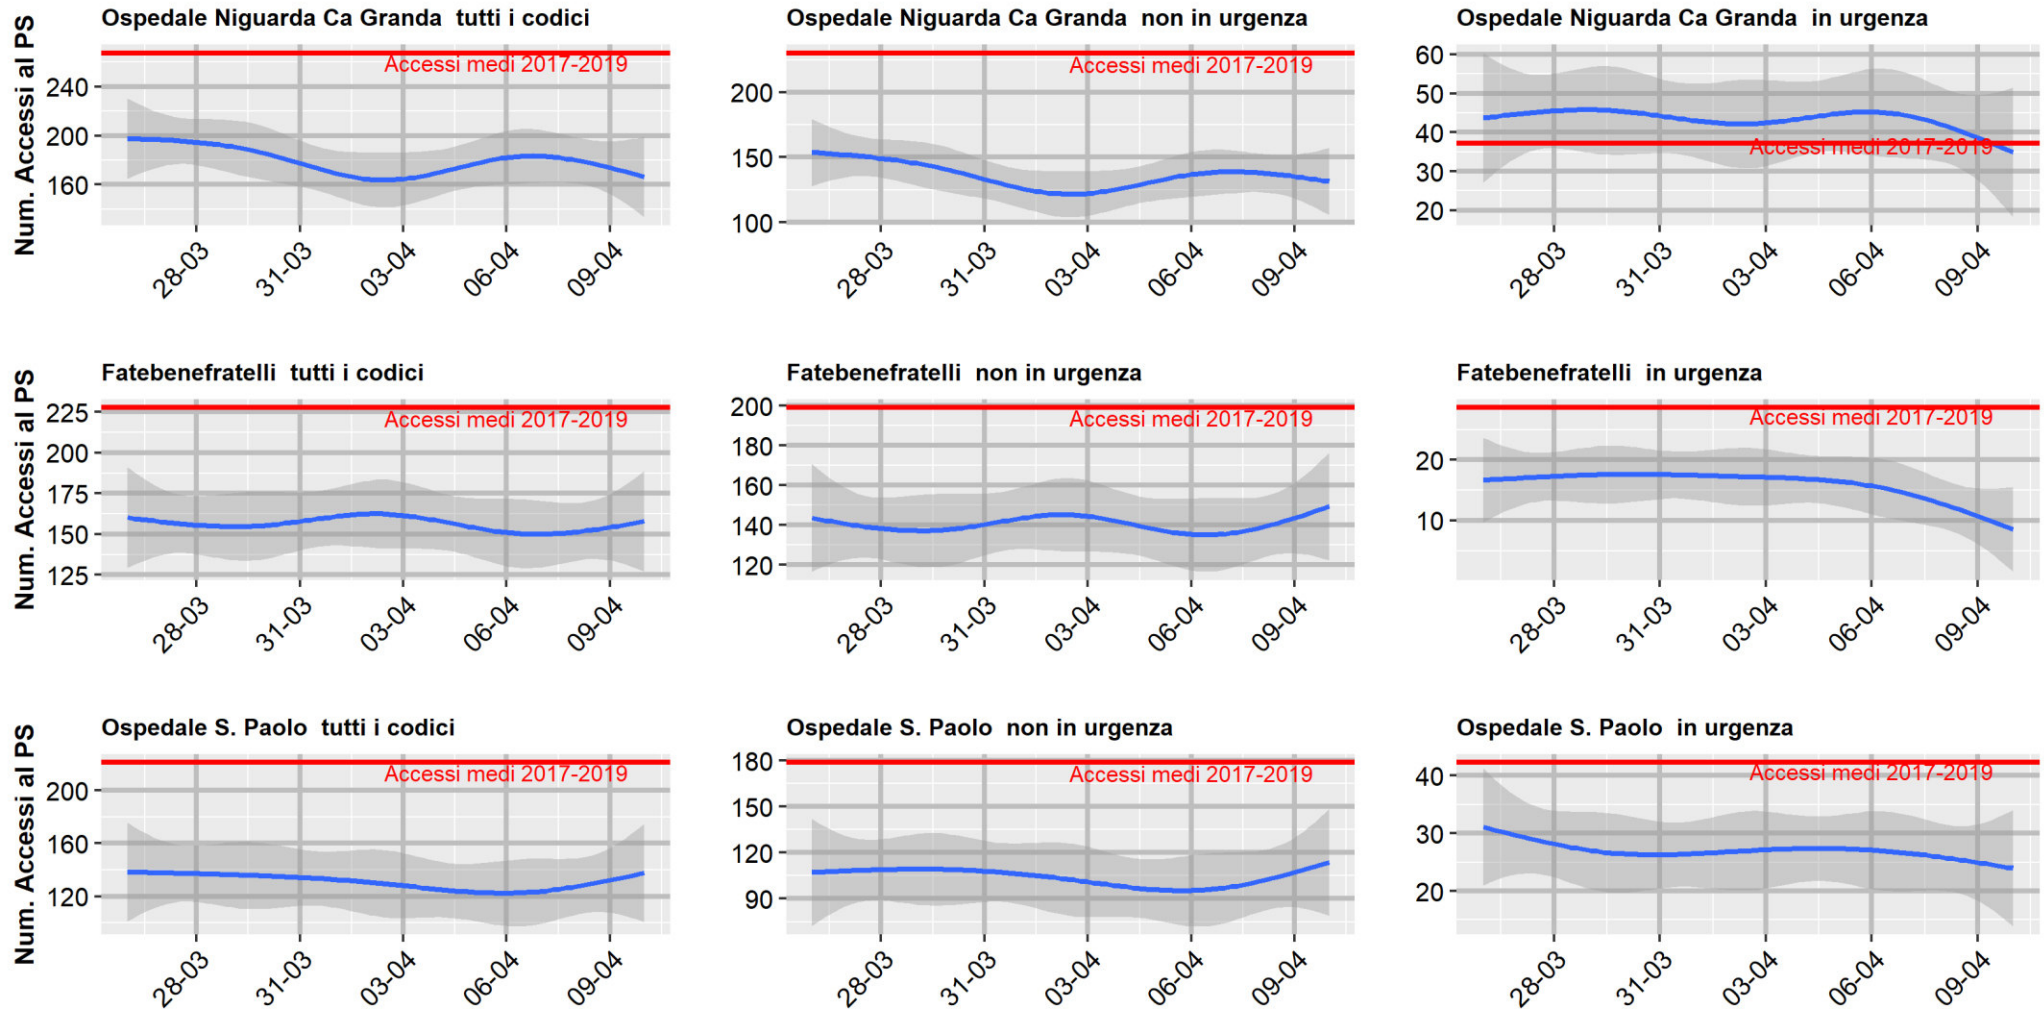 Ospedale Niguarda Ca Granda  tutti i codici
Num. Accessi al PS
Accessi medi 2017-2019
240
200
160
28-03 31-03 03-04 06-04 09-04
Ospedale Niguarda Ca Granda  non in urgenza
Accessi medi 2017-2019
200
150
100
28-03 31-03 03-04 06-04 09-04
Ospedale Niguarda Ca Granda  in urgenza
60
50
40
Accessi medi 2017-2019
30
20
28-03 31-03 03-04 06-04 09-04
Fatebenefratelli  tutti i codici
Num. Accessi al PS
225
Accessi medi 2017-2019
200
175
150
125
28-03 31-03 03-04 06-04 09-04
Fatebenefratelli  non in urgenza
200
Accessi medi 2017-2019
180
160
140
120
28-03 31-03 03-04 06-04 09-04
Fatebenefratelli  in urgenza
Accessi medi 2017-2019
20
10
28-03 31-03 03-04 06-04 09-04
Ospedale S. Paolo  tutti i codici
Num. Accessi al PS
Accessi medi 2017-2019
200
160
120
28-03 31-03 03-04 06-04 09-04
Ospedale S. Paolo  non in urgenza
180
Accessi medi 2017-2019
150
120
90
28-03 31-03 03-04 06-04 09-04
Ospedale S. Paolo  in urgenza
Accessi medi 2017-2019
40
30
20
28-03 31-03 03-04 06-04 09-04